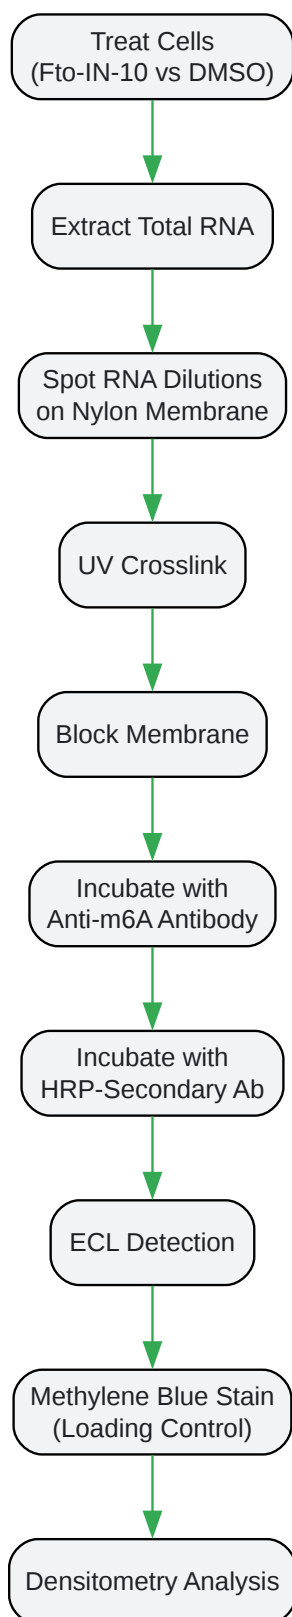 Treat Cells
(Fto-IN-10 vs DMSO)
Extract Total RNA
Spot RNA Dilutions
on Nylon Membrane
UV Crosslink
Block Membrane
Incubate with
Anti-m6A Antibody
Incubate with
HRP-Secondary Ab
ECL Detection
Methylene Blue Stain
(Loading Control)
Densitometry Analysis